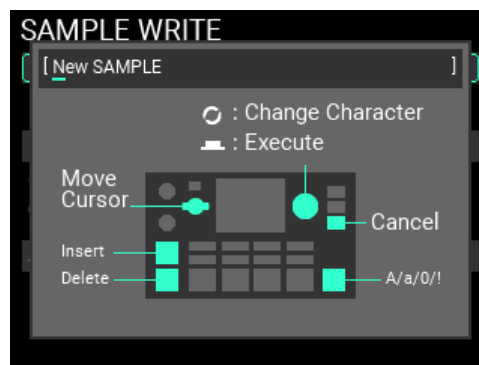 SAMPLE WRITE
[ New SAMPLE ]
: Change Character
: Execute
Move
Cursor
Cancel
Insert
Delete
A/a/0/!